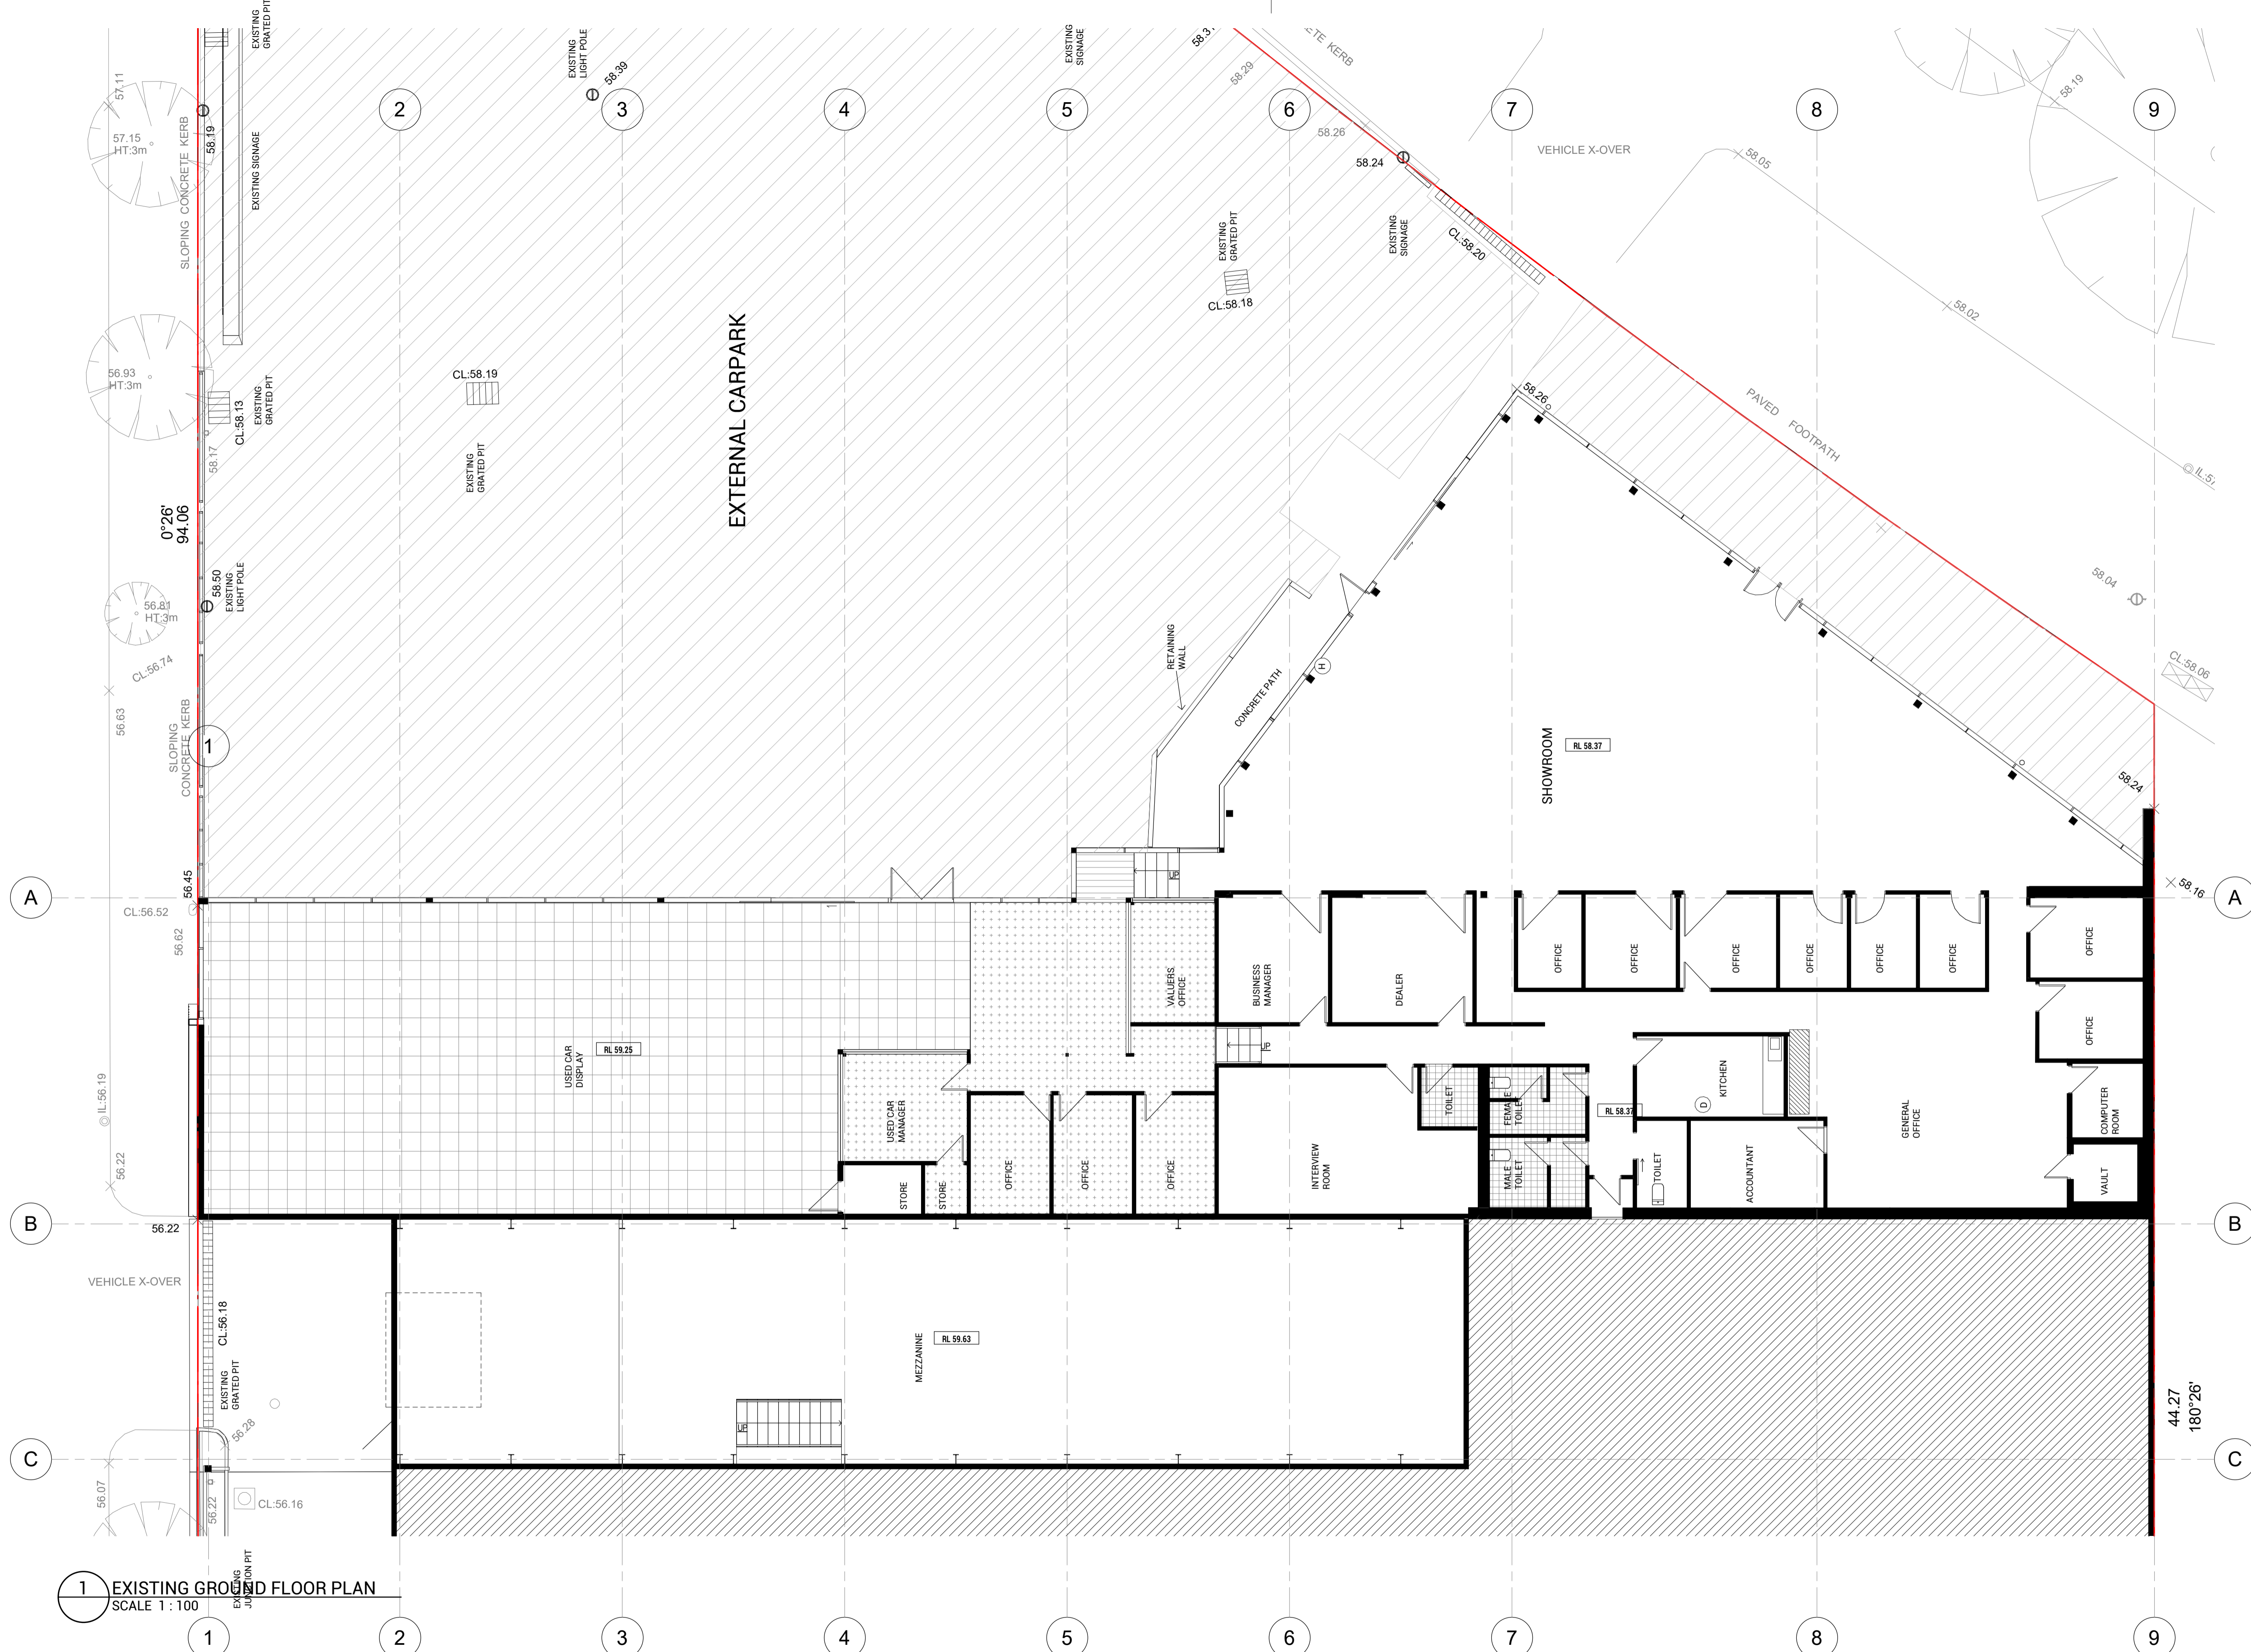 EXISTING
GRATED PIT
EXISTING
LIGHT POLE
58.39
EXISTING
SIGNAGE
58.29
57.11
58.19
2
3
4
5
6
7
8
9
57.15
HT:3m
SLOPING CONCRETE KERB
58.19
EXISTING SIGNAGE
58.26
58.24
VEHICLE X-OVER
58.05
EXISTING
GRATED PIT
EXISTING
SIGNAGE
CL:58.20
CL:58.18
58.02
EXTERNAL CARPARK
56.93
HT:3m
CL:58.13
EXISTING
GRATED PIT
CL:58.19
EXISTING
GRATED PIT
58.17
58.26
PAVED FOOTPATH
0°26'
94.06
58.50
EXISTING
LIGHT POLE
56.81
HT:3m
58.04
CL:56.74
RETAINING
WALL
CONCRETE PATH
H
CL:58.06
56.63
SLOPING
CONCRETE KERB
1
SHOWROOM
RL 58.37
58.24
56.45
UP
58.16
A
A
CL:56.52
56.62
VALUERS
OFFICE
BUSINESS
MANAGER
DEALER
OFFICE
OFFICE
OFFICE
OFFICE
OFFICE
OFFICE
OFFICE
OFFICE
USED CAR
DISPLAY
RL 59.25
UP
IL:56.19
USED CAR
MANAGER
TOILET
FEMALE
TOILET
RL 58.37
D
KITCHEN
GENERAL
OFFICE
COMPUTER
ROOM
56.22
STORE
STORE
OFFICE
OFFICE
OFFICE
INTERVIEW
ROOM
MALE
TOILET
TOILET
ACCOUNTANT
VAULT
B
B
56.22
VEHICLE X-OVER
CL:56.18
EXISTING
GRATED PIT
MEZZANINE
RL 59.63
UP
44.27
180°26'
56.28
C
C
56.07
56.22
CL:56.16
EXISTING
JUNCTION PIT
1
EXISTING GROUND FLOOR PLAN
SCALE 1 : 100
1
2
3
4
5
6
7
8
9